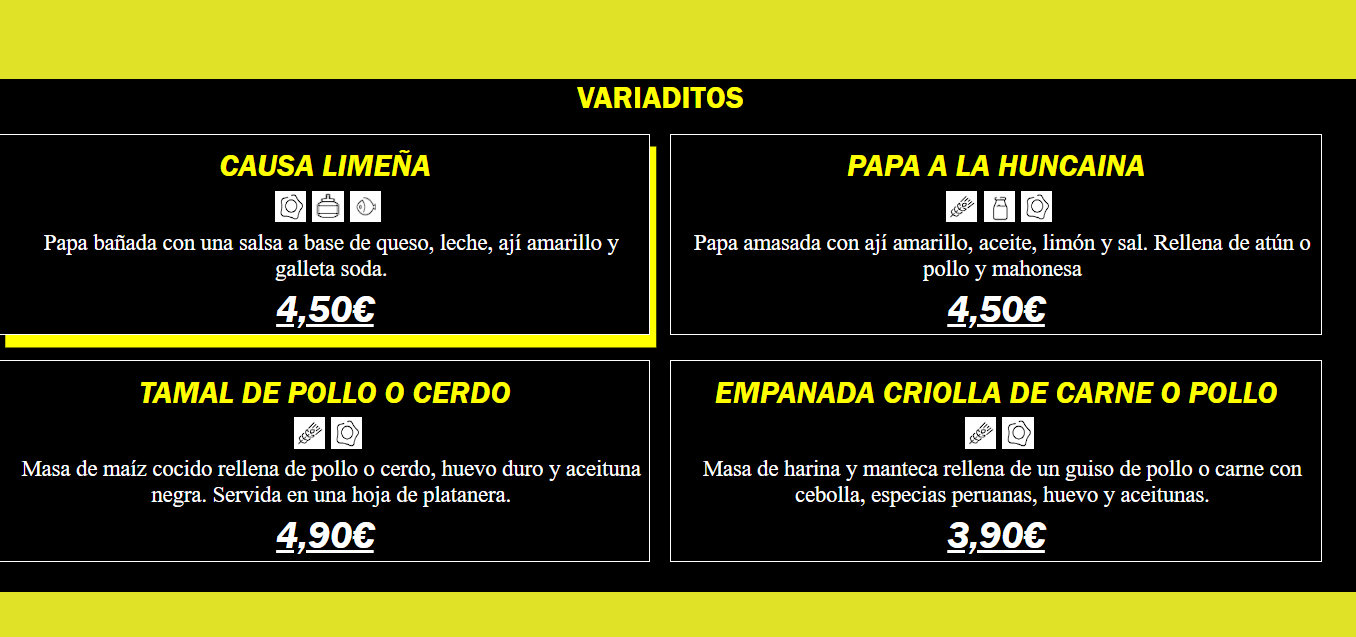 VARIADITOS
CAUSA LIMEÑA
Papa bañada con una salsa a base de queso, leche, ají amarillo y
galleta soda.
4,50€
PAPA A LA HUNCAINA
Papa amasada con ají amarillo, aceite, limón y sal. Rellena de atún o
pollo y mahonesa
4,50€
TAMAL DE POLLO O CERDO
Masa de maíz cocido rellena de pollo o cerdo, huevo duro y aceituna
negra. Servida en una hoja de platanera.
4,90€
EMPANADA CRIOLLA DE CARNE O POLLO
Masa de harina y manteca rellena de un guiso de pollo o carne con
cebolla, especias peruanas, huevo y aceitunas.
3,90€